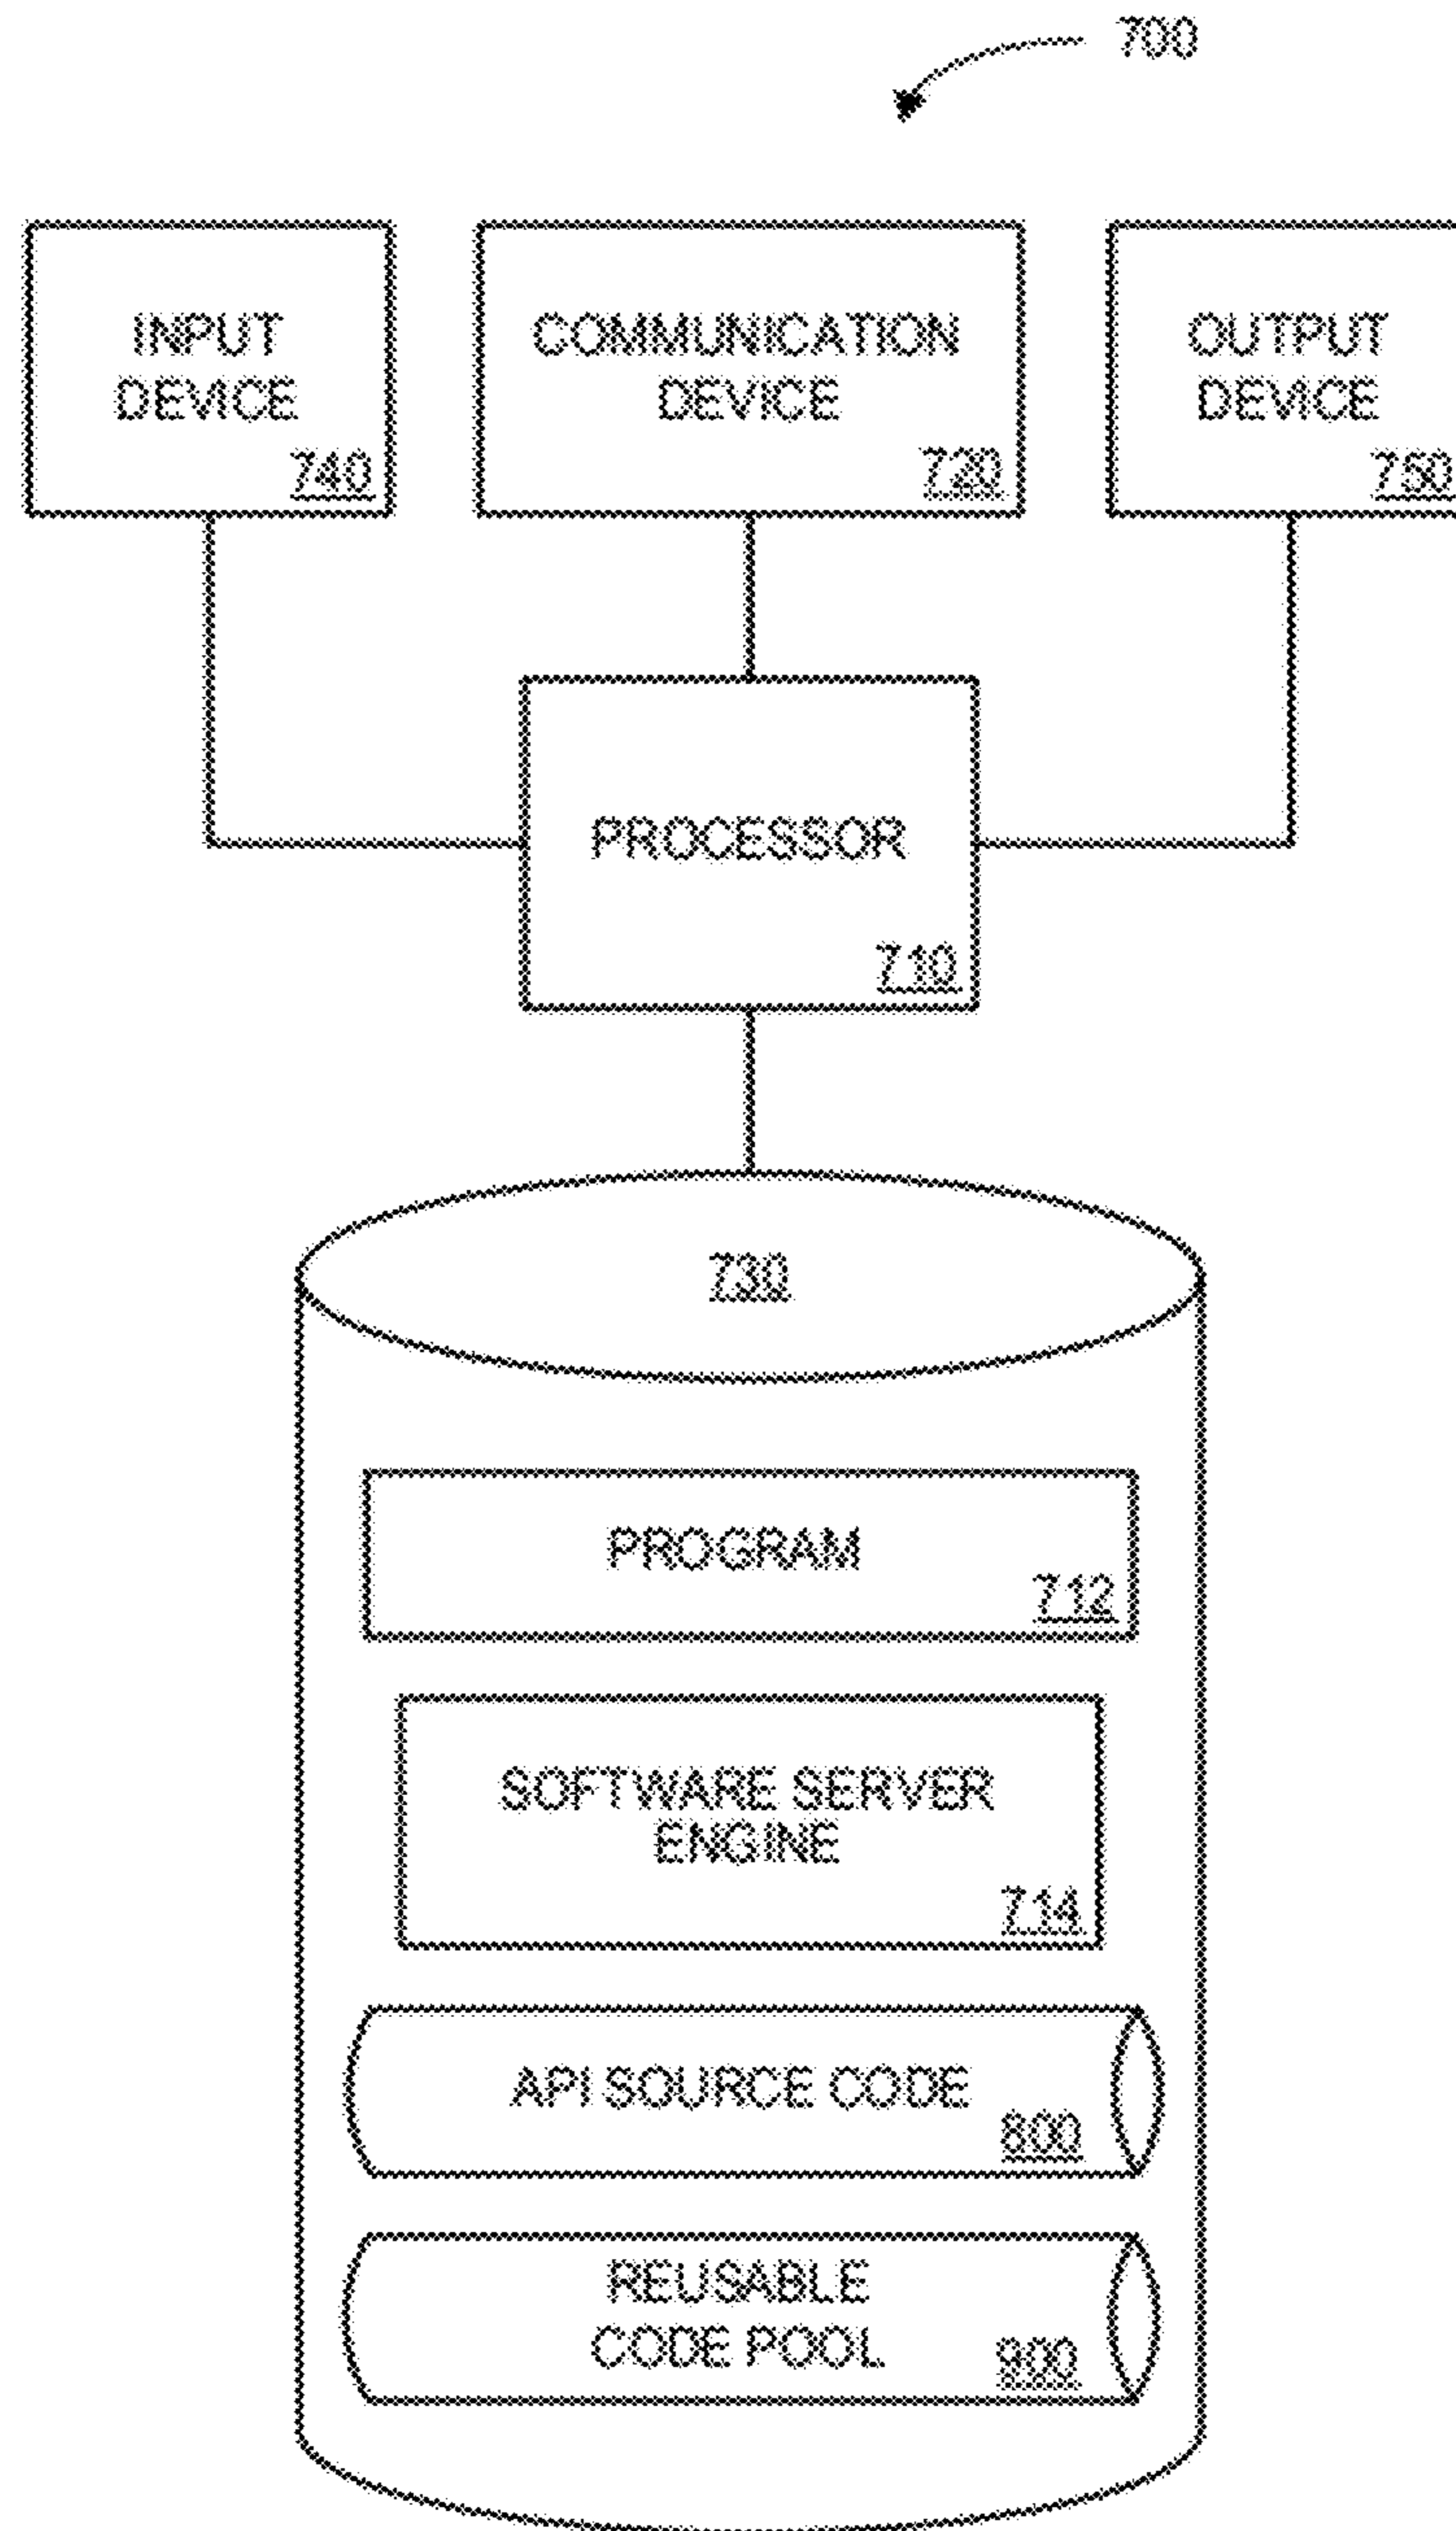 700
INPUT
DEVICE
740
COMMUNICATION
DEVICE
720
OUTPUT
DEVICE
750
PROCESSOR
710
730
PROGRAM
712
SOFTWARE SERVER
ENGINE
714
API SOURCE CODE
800
REUSABLE
CODE POOL
900